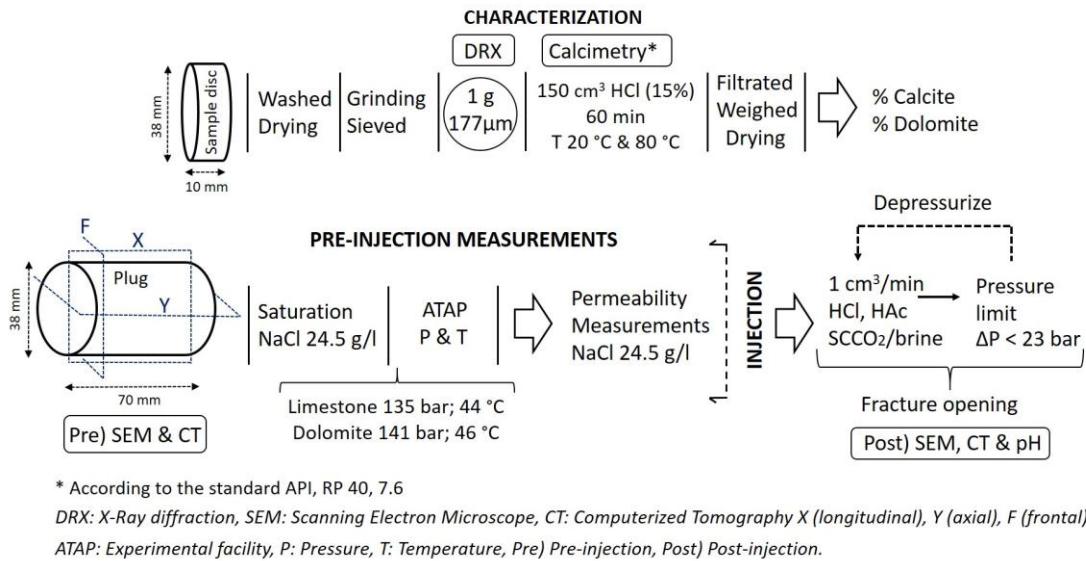 CHARACTERIZATION
DRX
Calcimetry*
38 mm
Sample disc
10 mm
Washed
Drying
Grinding
Sieved
1 g
177µm
150 cm³ HCl (15%)
60 min
T 20 °C & 80 °C
Filtrated
Weighed
Drying
% Calcite
% Dolomite
PRE-INJECTION MEASUREMENTS
F
X
Plug
Y
38 mm
70 mm
Pre) SEM & CT
Saturation
NaCl 24.5 g/l
ATAP
P & T
Limestone 135 bar; 44 °C
Dolomite 141 bar; 46 °C
Permeability
Measurements
NaCl 24.5 g/l
INJECTION
Depressurize
1 cm³/min
HCl, HAc
SCCO₂/brine
Pressure
limit
ΔP < 23 bar
Fracture opening
Post) SEM, CT & pH
* According to the standard API, RP 40, 7.6
DRX: X-Ray diffraction, SEM: Scanning Electron Microscope, CT: Computerized Tomography X (longitudinal), Y (axial), F (frontal)
ATAP: Experimental facility, P: Pressure, T: Temperature, Pre) Pre-injection, Post) Post-injection.